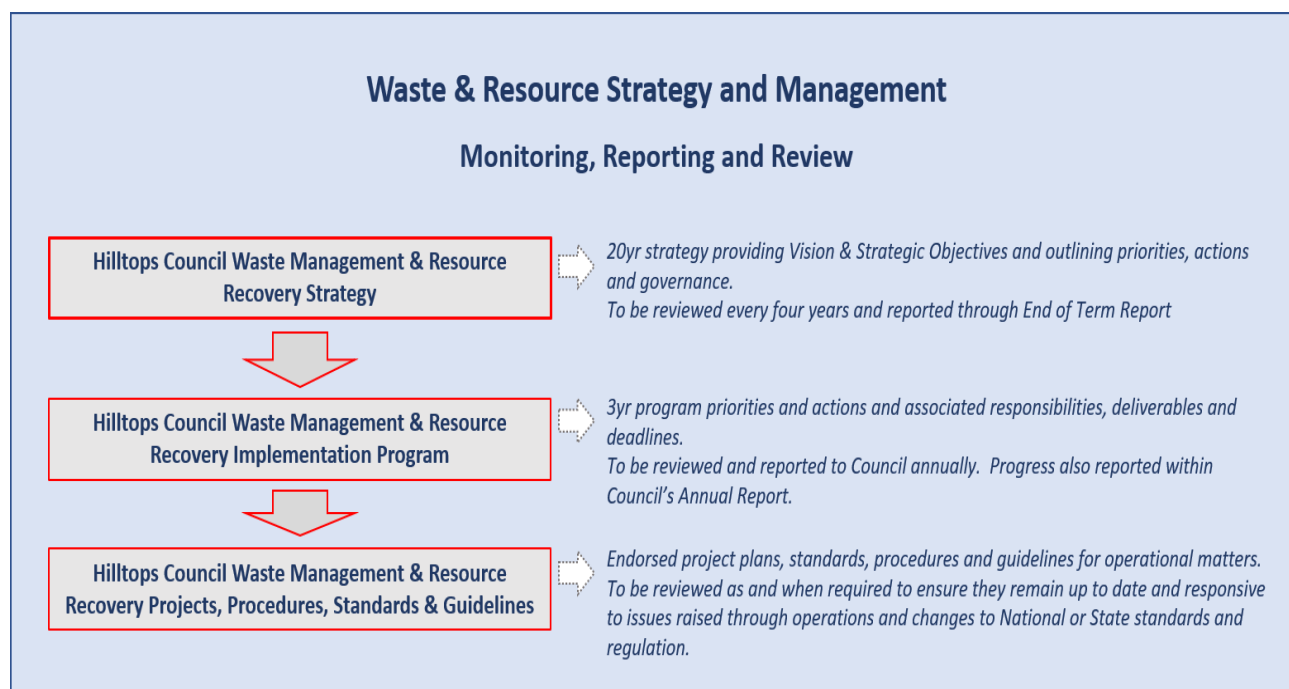 Waste & Resource Strategy and Management
Monitoring, Reporting and Review
Hilltops Council Waste Management & Resource
Recovery Strategy
20yr strategy providing Vision & Strategic Objectives and outlining priorities, actions
and governance.
To be reviewed every four years and reported through End of Term Report
Hilltops Council Waste Management & Resource
Recovery Implementation Program
3yr program priorities and actions and associated responsibilities, deliverables and
deadlines.
To be reviewed and reported to Council annually.  Progress also reported within
Council’s Annual Report.
Hilltops Council Waste Management & Resource
Recovery Projects, Procedures, Standards & Guidelines
Endorsed project plans, standards, procedures and guidelines for operational matters.
To be reviewed as and when required to ensure they remain up to date and responsive
to issues raised through operations and changes to National or State standards and
regulation.